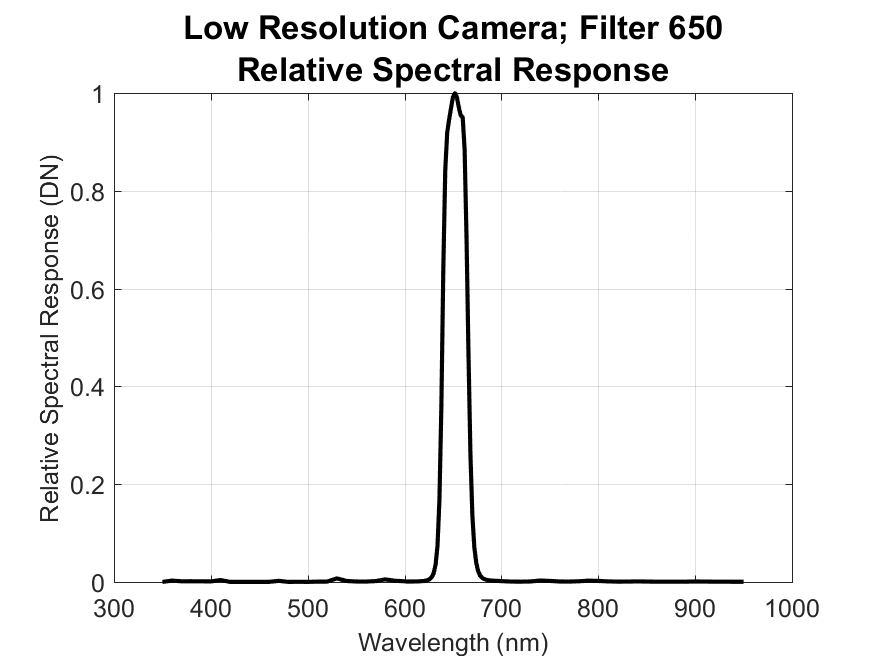 Low Resolution Camera; Filter 650
Relative Spectral Response
1
0.8
0.6
0.4
0.2
0
Relative Spectral Response (DN)
300 400 500 600 700 800 900 1000
Wavelength (nm)